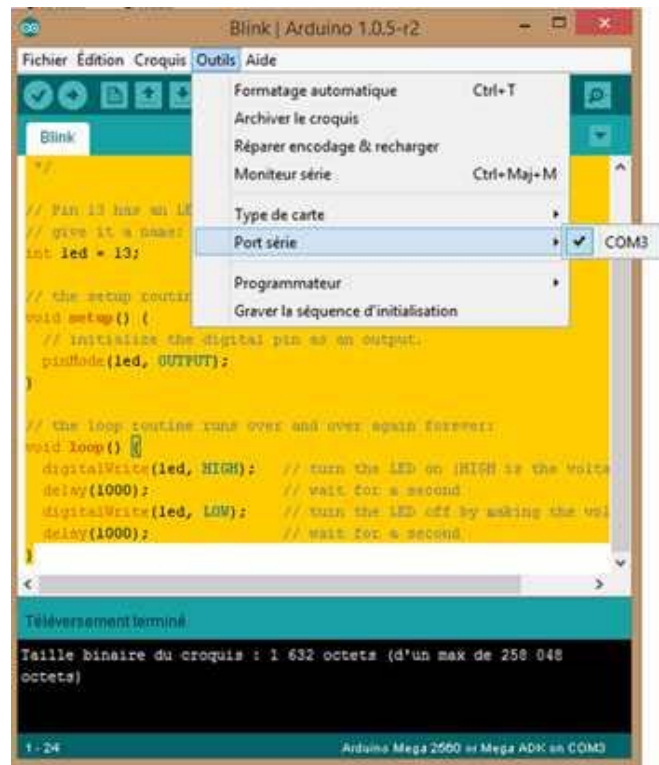 Blink | Arduino 1.0.5-r2
Fichier Édition Croquis Outils Aide
Formatage automatique Ctrl+T
Archiver le croquis
Réparer encodage & recharger
Moniteur série Ctrl+Maj+M
Type de carte
Port série
COM3
Programmateur
Graver la séquence d'initialisation
Blink
*/
// Pin 13 has an LE
// give it a name:
int led = 13;
// the setup routin
void setup() {
// initialize the digital pin as an output.
pinMode(led, OUTPUT);
}
// the loop routine runs over and over again forever:
void loop() {
digitalWrite(led, HIGH); // turn the LED on (HIGH is the volta
delay(1000); // wait for a second
digitalWrite(led, LOW); // turn the LED off by making the vol
delay(1000); // wait for a second
}
Téléversement terminé
Taille binaire du croquis : 1 632 octets (d'un max de 258 048
octets)
1 - 24 Arduino Mega 2560 or Mega ADK on COM3